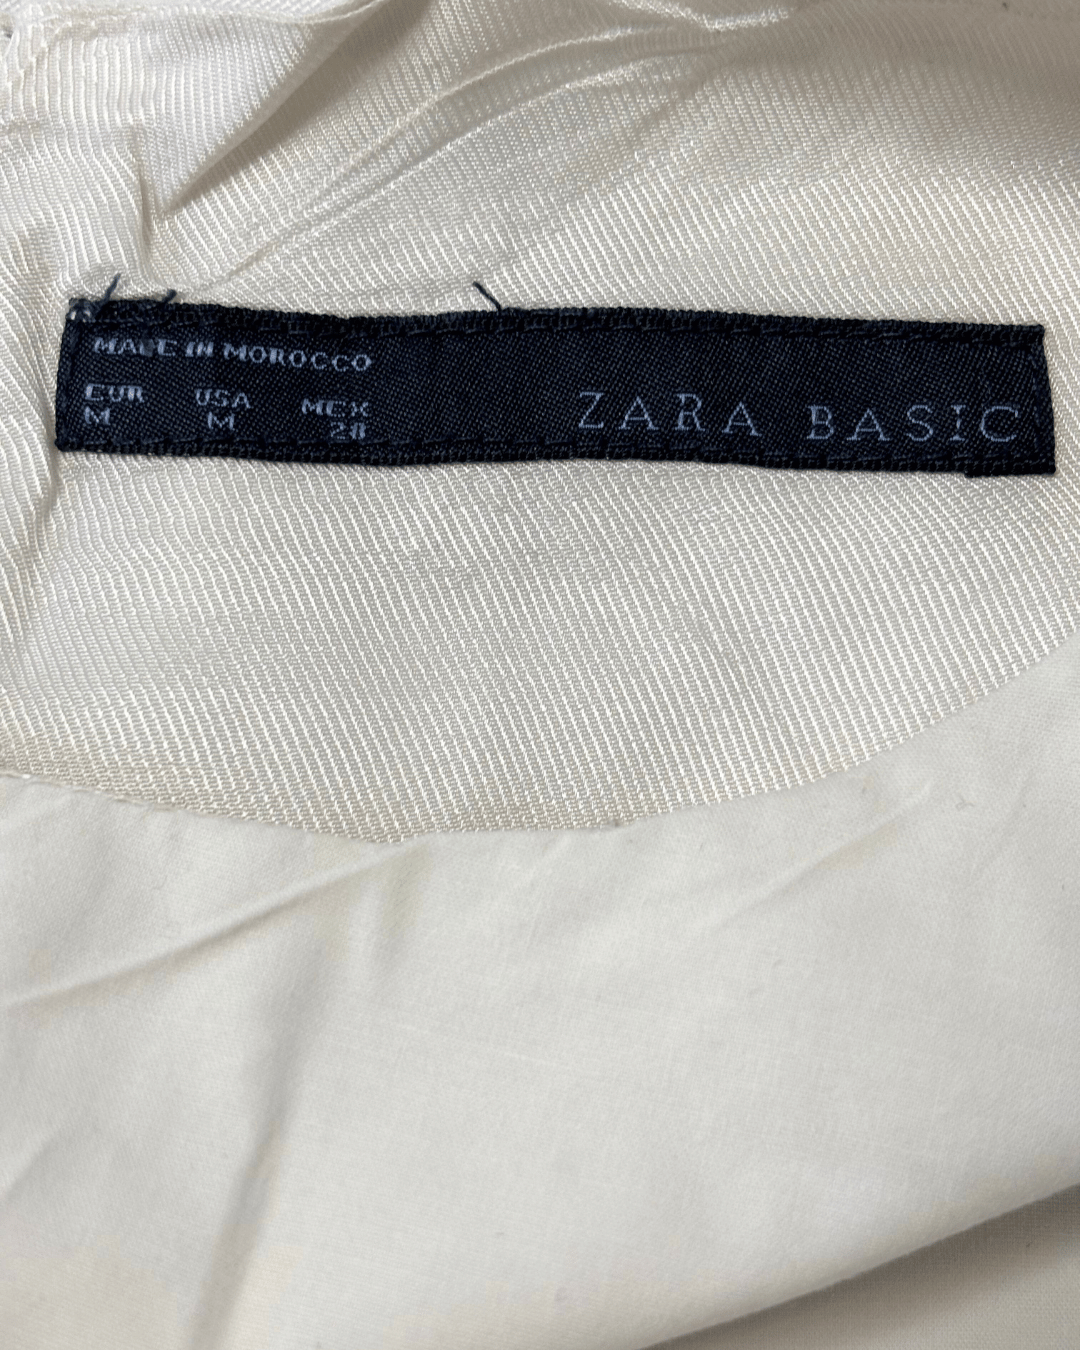 MADE IN MOROCCO
EUR USA MEX
M M 28
ZARA BASIC